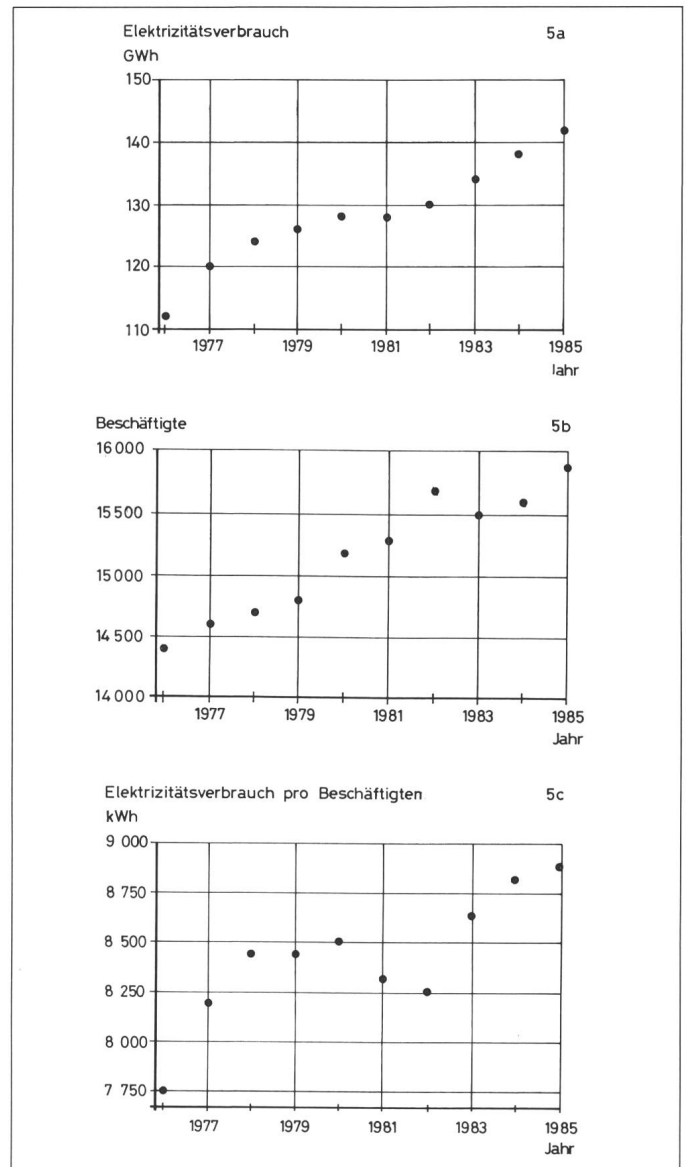 Elektrizitätsverbrauch 5a
GWh
150
140
130
120
110
1977 1979 1981 1983 1985
Jahr
Beschäftigte 5b
16 000
15 500
15 000
14 500
14 000
1977 1979 1981 1983 1985
Jahr
Elektrizitätsverbrauch pro Beschäftigten 5c
kWh
9 000
8 750
8 500
8 250
8 000
7 750
1977 1979 1981 1983 1985
Jahr